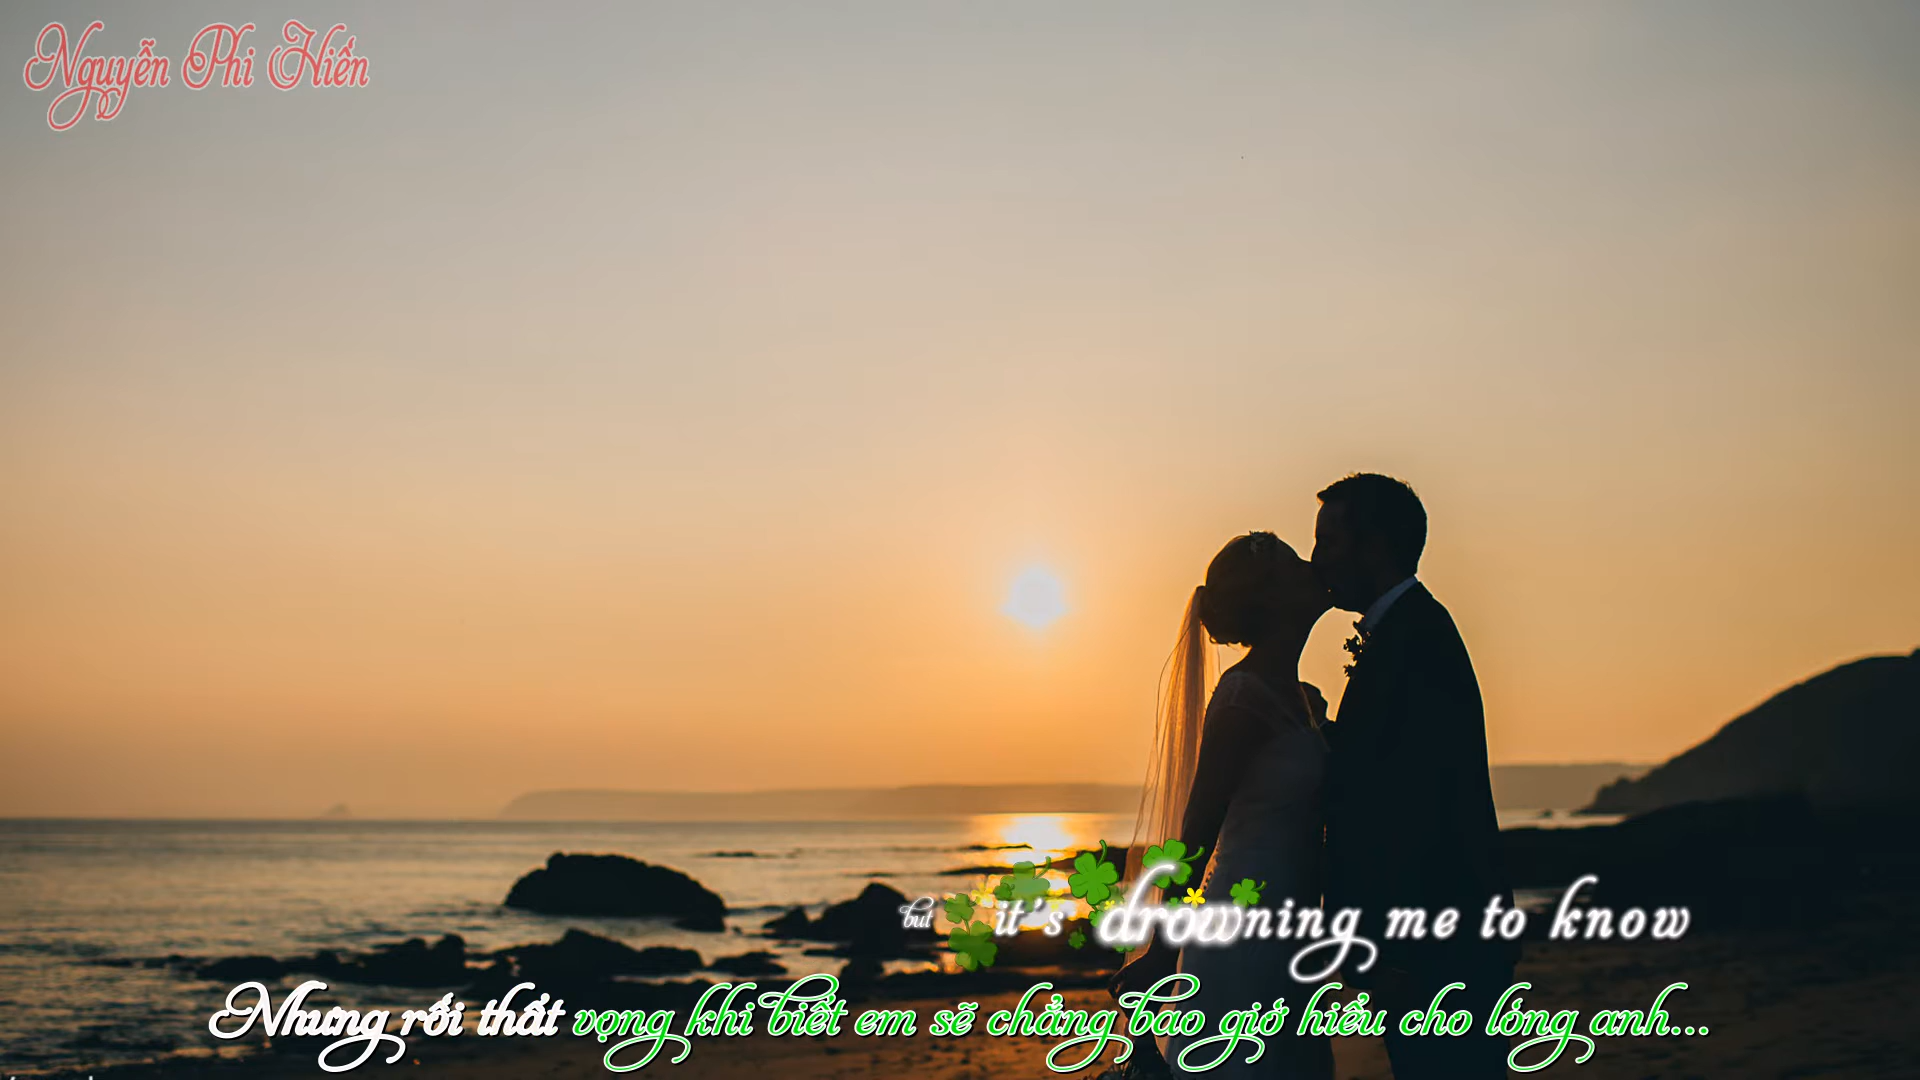 Nguyễn Phi Hiến
but it's drowning me to know
Nhưng rồi thất vọng khi biết em sẽ chẳng bao giờ hiểu cho lòng anh...